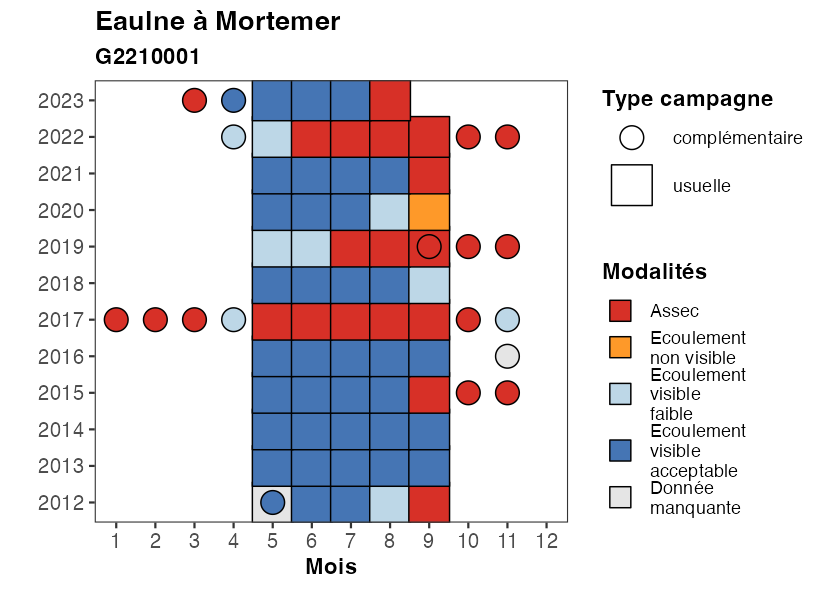 Eaulne à Mortemer
G2210001
2023
2022
2021
2020
2019
2018
2017
2016
2015
2014
2013
2012
1 2 3 4 5 6 7 8 9 10 11 12
Mois
Type campagne
complémentaire
usuelle
Modalités
Assec
Ecoulement
non visible
Ecoulement
visible
faible
Ecoulement
visible
acceptable
Donnée
manquante